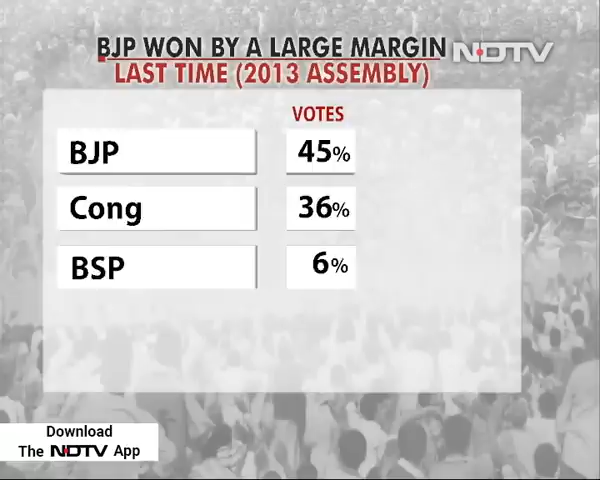 BJP WON BY A LARGE MARGIN NDTV
LAST TIME (2013 ASSEMBLY)
VOTES
BJP 45%
Cong 36%
BSP 6%
Download
The NDTV App